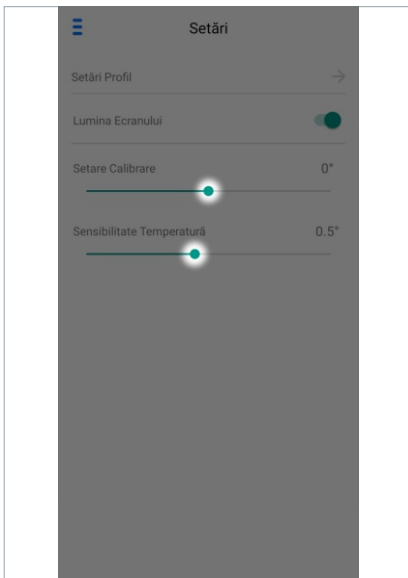 Setări
Setări Profil
Lumina Ecranului
Setare Calibrare 0°
Sensibilitate Temperatură 0.5°